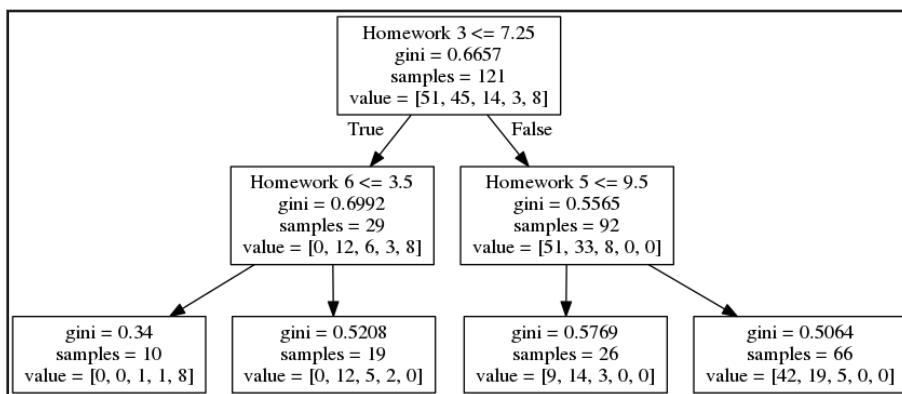 Homework 3 <= 7.25
gini = 0.6657
samples = 121
value = [51, 45, 14, 3, 8]
True
False
Homework 6 <= 3.5
gini = 0.6992
samples = 29
value = [0, 12, 6, 3, 8]
Homework 5 <= 9.5
gini = 0.5565
samples = 92
value = [51, 33, 8, 0, 0]
gini = 0.34
samples = 10
value = [0, 0, 1, 1, 8]
gini = 0.5208
samples = 19
value = [0, 12, 5, 2, 0]
gini = 0.5769
samples = 26
value = [9, 14, 3, 0, 0]
gini = 0.5064
samples = 66
value = [42, 19, 5, 0, 0]